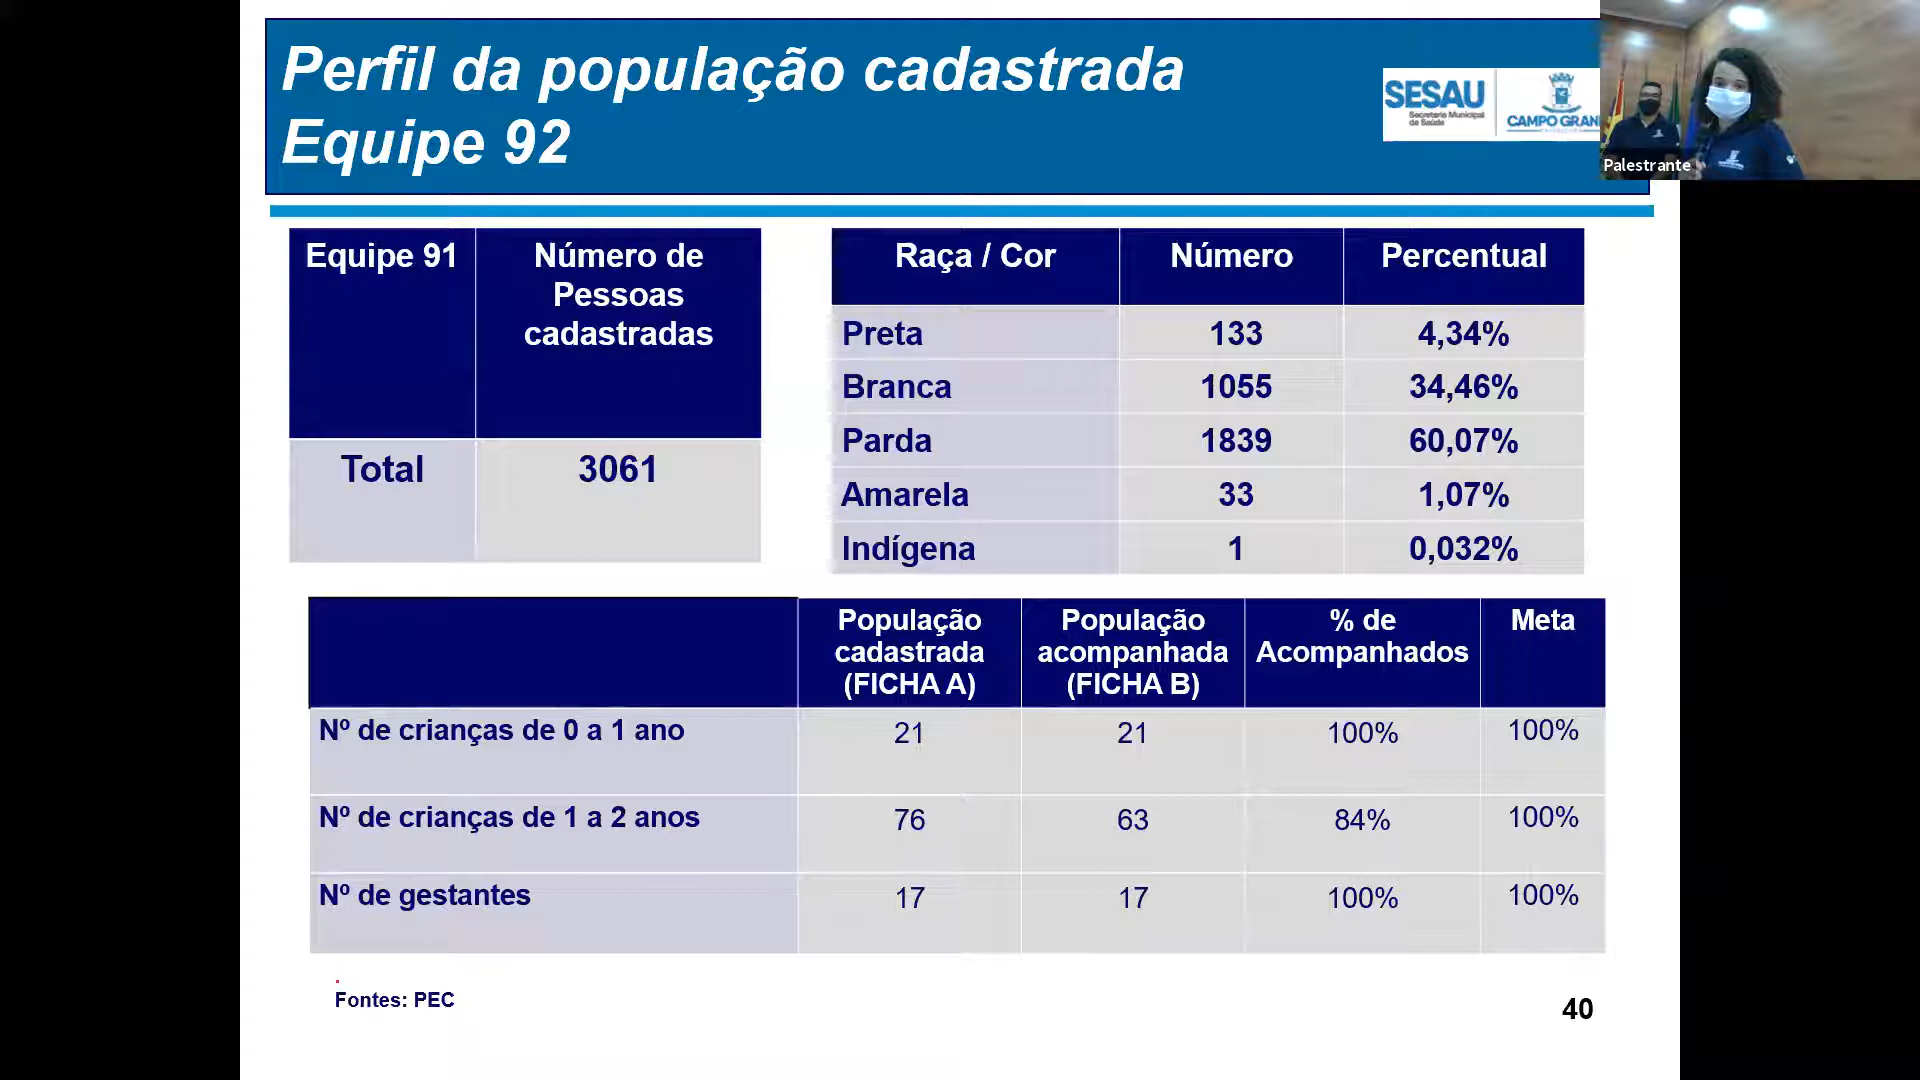 Perfil da população cadastrada
Equipe 92
SESAU
Secretaria Municipal
de Saúde
CAMPO GRAN
Palestrante
Equipe 91
Número de
Pessoas
cadastradas
Total
3061
Raça / Cor
Número
Percentual
Preta
133
4,34%
Branca
1055
34,46%
Parda
1839
60,07%
Amarela
33
1,07%
Indígena
1
0,032%
População
cadastrada
(FICHA A)
População
acompanhada
(FICHA B)
% de
Acompanhados
Meta
Nº de crianças de 0 a 1 ano
21
21
100%
100%
Nº de crianças de 1 a 2 anos
76
63
84%
100%
Nº de gestantes
17
17
100%
100%
.
Fontes: PEC
40